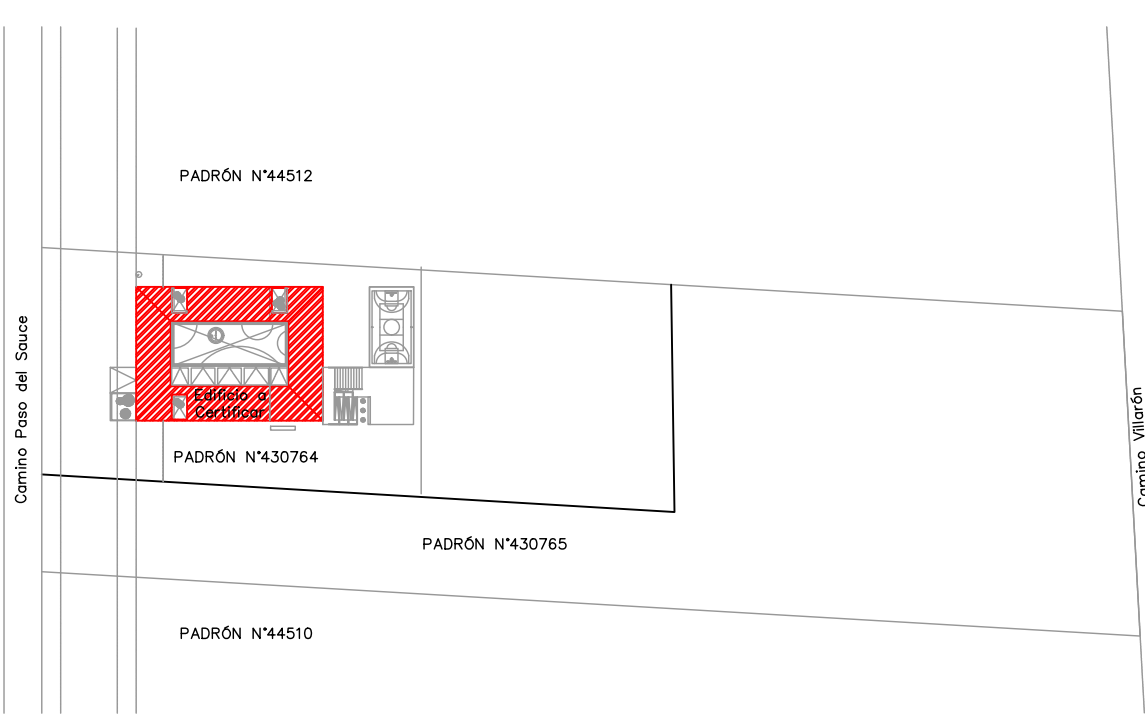 PADRÓN N°44512
Camino Paso del Sauce
Edificio a
Certificar
Camino Villarón
PADRÓN N°430764
PADRÓN N°430765
PADRÓN N°44510